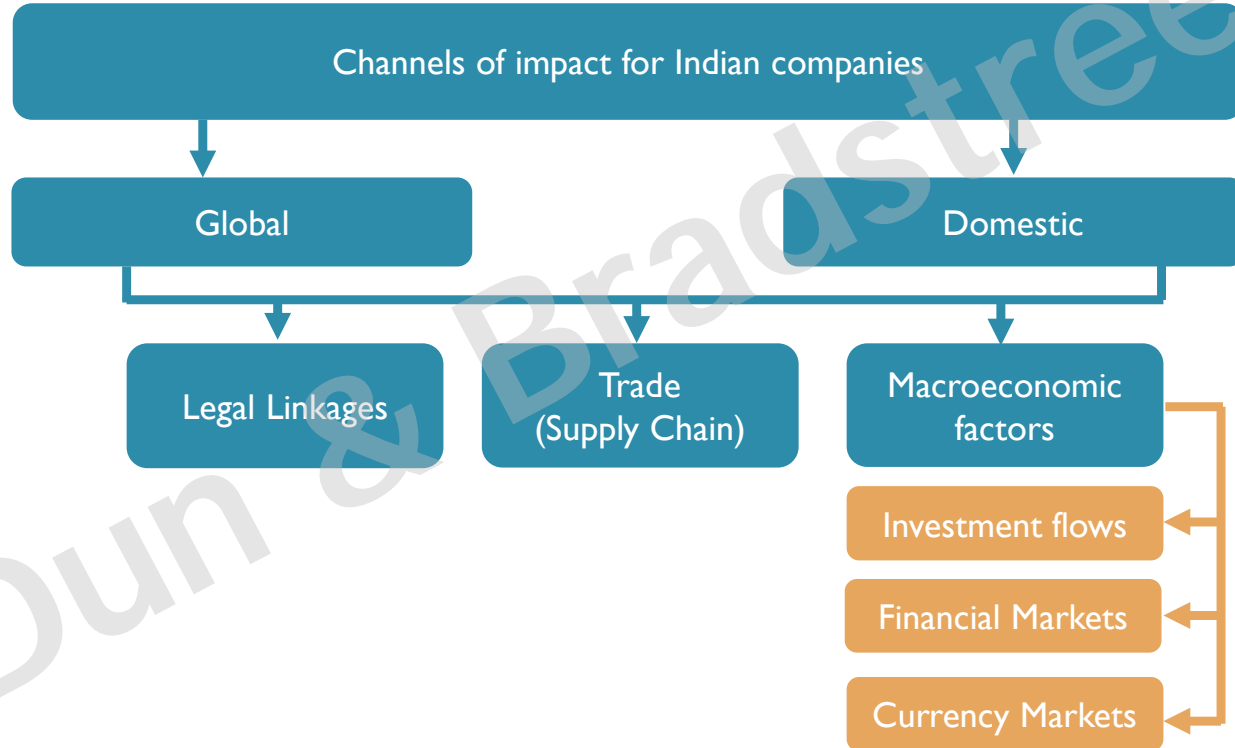 Channels of impact for Indian companies
Global
Domestic
Legal Linkages
Trade
(Supply Chain)
Macroeconomic
factors
Investment flows
Financial Markets
Currency Markets
Dun & Bradstree